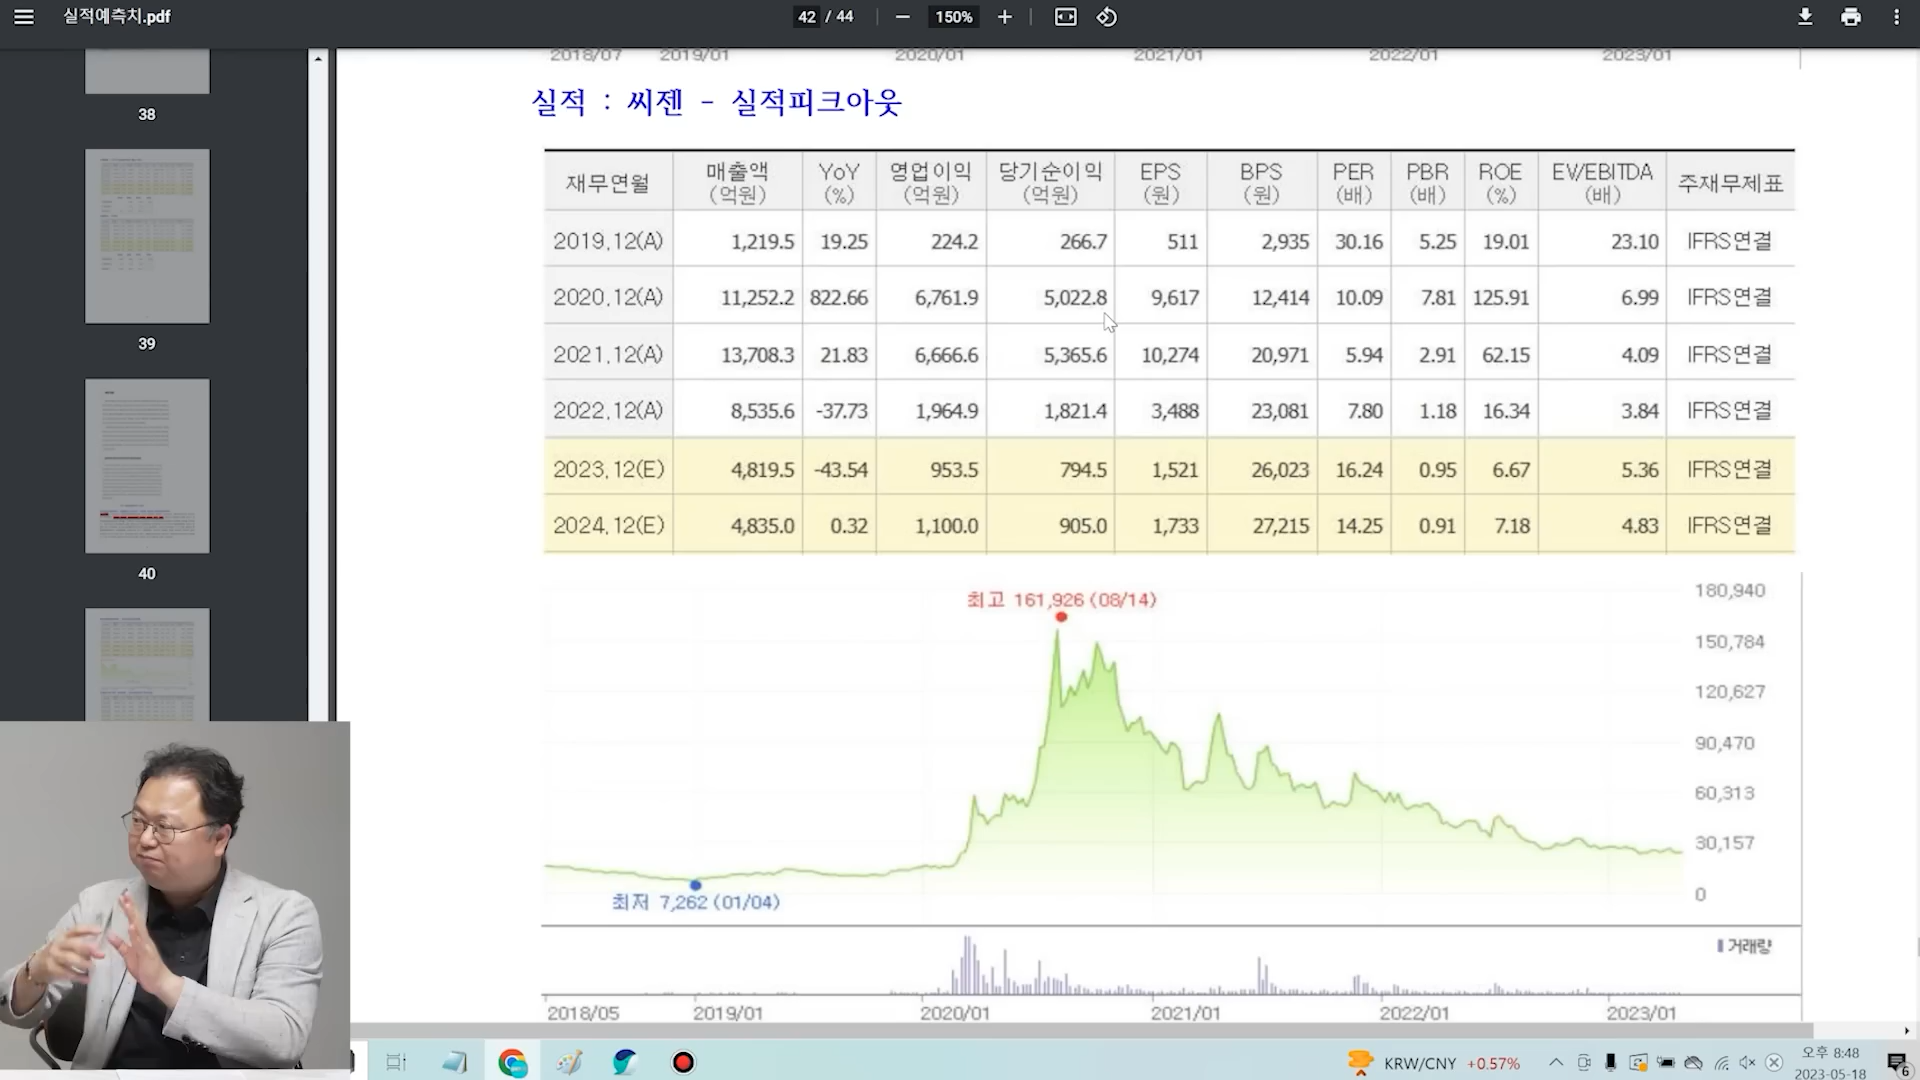 실적예측치.pdf
42 / 44
150%
2018/07 2019/01 2020/01 2021/01 2022/01 2023/01
38
39
40
실적 : 씨젠 - 실적피크아웃
재무연월 매출액 (억원) YoY (%) 영업이익 (억원) 당기순이익 (억원) EPS (원) BPS (원) PER (배) PBR (배) ROE (%) EV/EBITDA (배) 주재무제표
2019.12(A) 1,219.5 19.25 224.2 266.7 511 2,935 30.16 5.25 19.01 23.10 IFRS연결
2020.12(A) 11,252.2 822.66 6,761.9 5,022.8 9,617 12,414 10.09 7.81 125.91 6.99 IFRS연결
2021.12(A) 13,708.3 21.83 6,666.6 5,365.6 10,274 20,971 5.94 2.91 62.15 4.09 IFRS연결
2022.12(A) 8,535.6 -37.73 1,964.9 1,821.4 3,488 23,081 7.80 1.18 16.34 3.84 IFRS연결
2023.12(E) 4,819.5 -43.54 953.5 794.5 1,521 26,023 16.24 0.95 6.67 5.36 IFRS연결
2024.12(E) 4,835.0 0.32 1,100.0 905.0 1,733 27,215 14.25 0.91 7.18 4.83 IFRS연결
최고 161,926 (08/14)
180,940
150,784
120,627
90,470
60,313
30,157
0
최저 7,262 (01/04)
거래량
2018/05 2019/01 2020/01 2021/01 2022/01 2023/01
KRW/CNY +0.57%
오후 8:48
2023-05-18
6